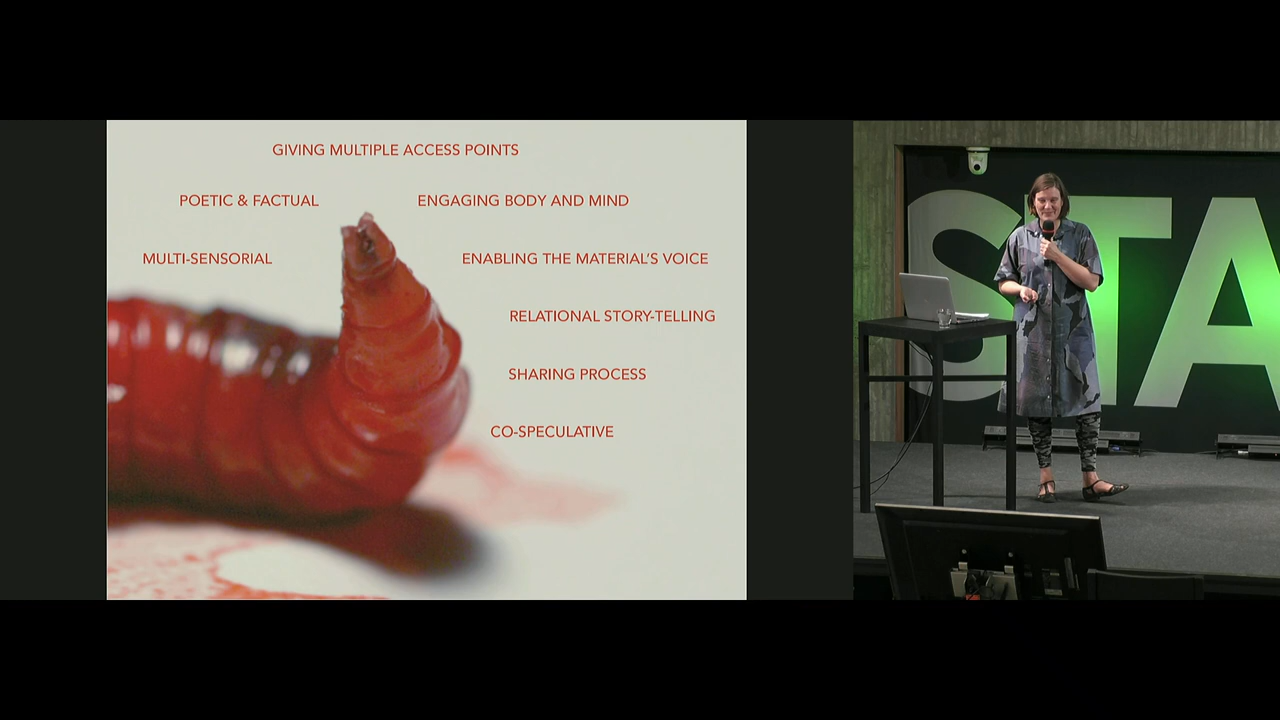 GIVING MULTIPLE ACCESS POINTS
POETIC & FACTUAL
ENGAGING BODY AND MIND
MULTI-SENSORIAL
ENABLING THE MATERIAL'S VOICE
RELATIONAL STORY-TELLING
SHARING PROCESS
CO-SPECULATIVE
STA